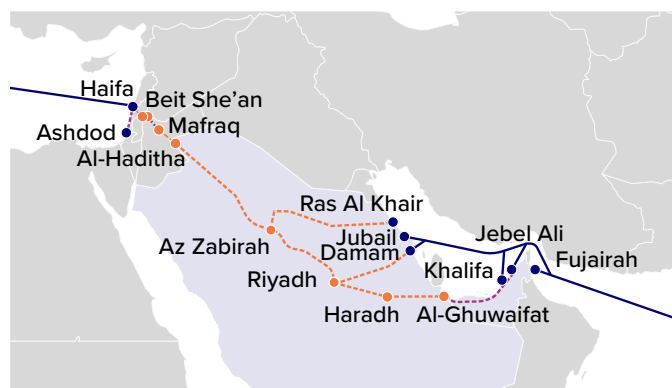 Haifa
Beit She’an
Ashdod
Mafraq
Al-Haditha
Ras Al Khair
Az Zabirah
Jubail
Jebel Ali
Damam
Riyadh
Khalifa
Fujairah
Haradh
Al-Ghuwaifat